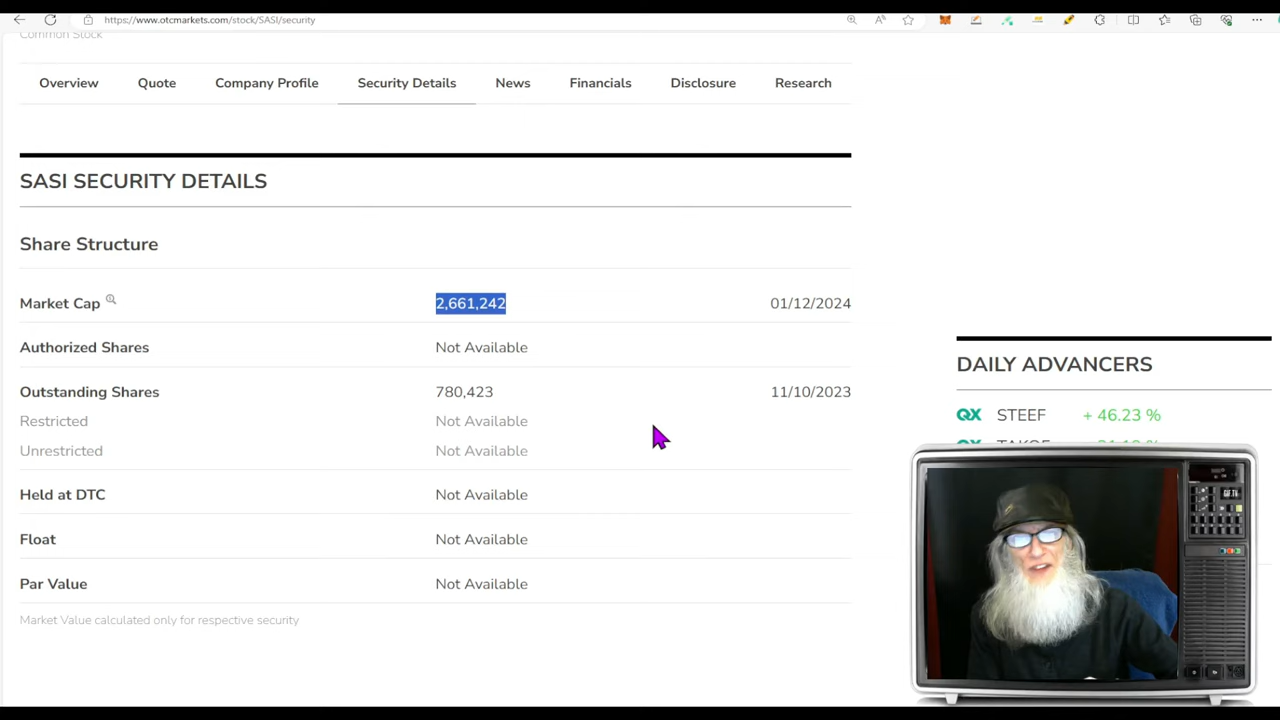 https://www.otcmarkets.com/stock/SASI/security
Common Stock
Overview Quote Company Profile Security Details News Financials Disclosure Research
SASI SECURITY DETAILS
Share Structure
Market Cap 2,661,242 01/12/2024
Authorized Shares Not Available
Outstanding Shares 780,423 11/10/2023
Restricted Not Available
Unrestricted Not Available
Held at DTC Not Available
Float Not Available
Par Value Not Available
Market Value calculated only for respective security
DAILY ADVANCERS
QX STEEF + 46.23 %